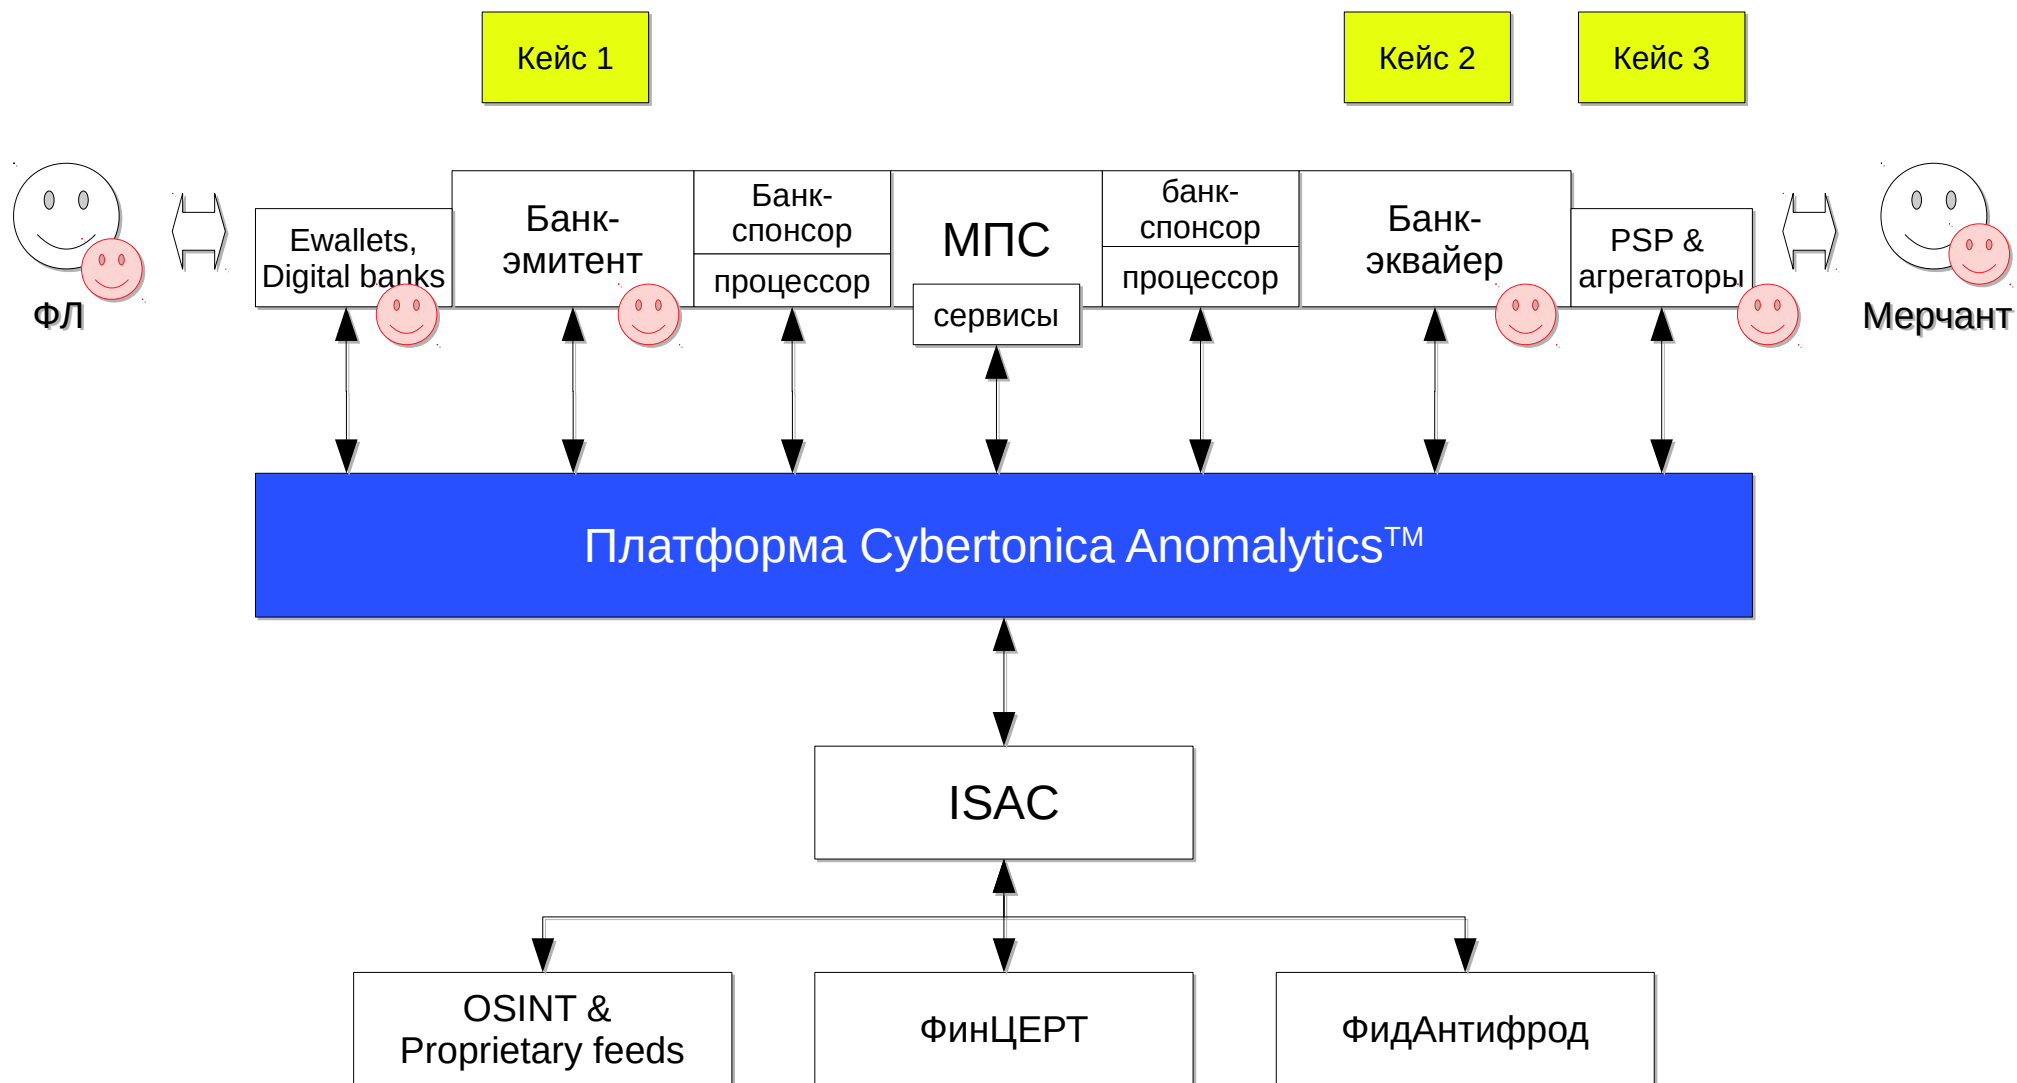 Кейс 1
Кейс 2
Кейс 3
ФЛ
Ewallets,
Digital banks
Банк-
эмитент
Банк-
спонсор
процессор
МПС
сервисы
банк-
спонсор
процессор
Банк-
эквайер
PSP &
агрегаторы
Мерчант
Платформа Cybertonica Anomalytics™
ISAC
OSINT &
Proprietary feeds
ФинЦЕРТ
ФидАнтифрод